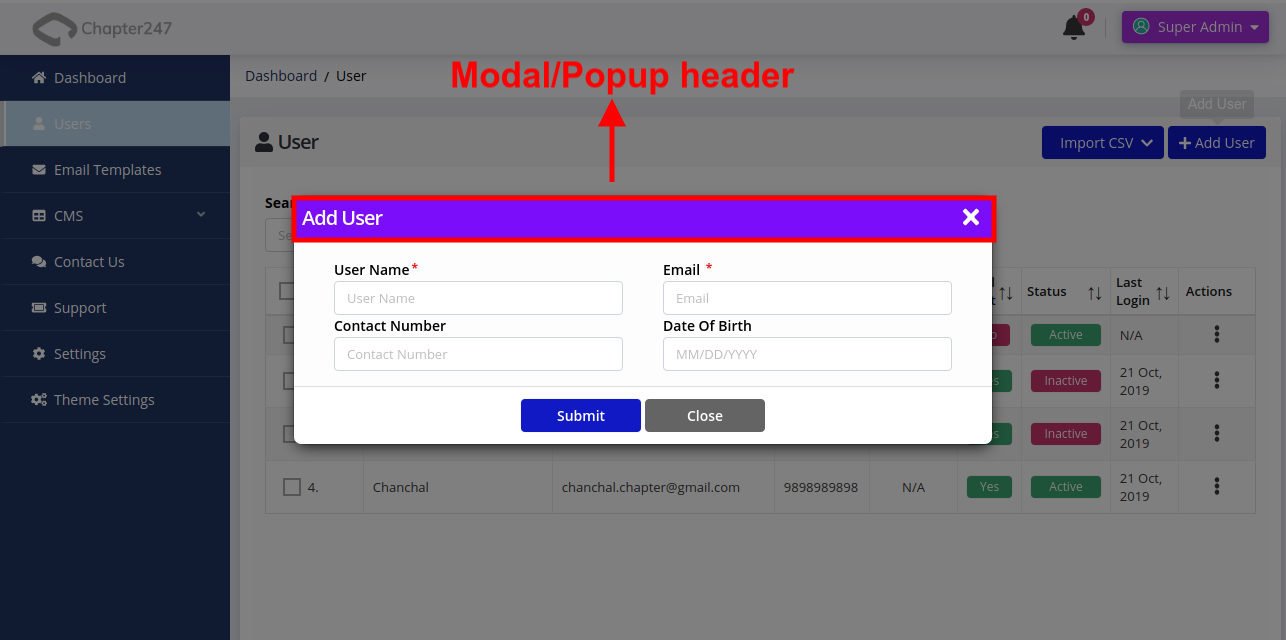 Chapter247
0
Super Admin
Dashboard
Users
Email Templates
CMS
Contact Us
Support
Settings
Theme Settings
Dashboard / User
Modal/Popup header
Add User
User
Import CSV
Add User
Add User
User Name*
Email *
User Name
Email
Contact Number
Date Of Birth
Contact Number
MM/DD/YYYY
Submit
Close
Status
Last
Login
Actions
Active
N/A
Inactive
21 Oct,
2019
Inactive
21 Oct,
2019
4.
Chanchal
chanchal.chapter@gmail.com
9898989898
N/A
Yes
Active
21 Oct,
2019